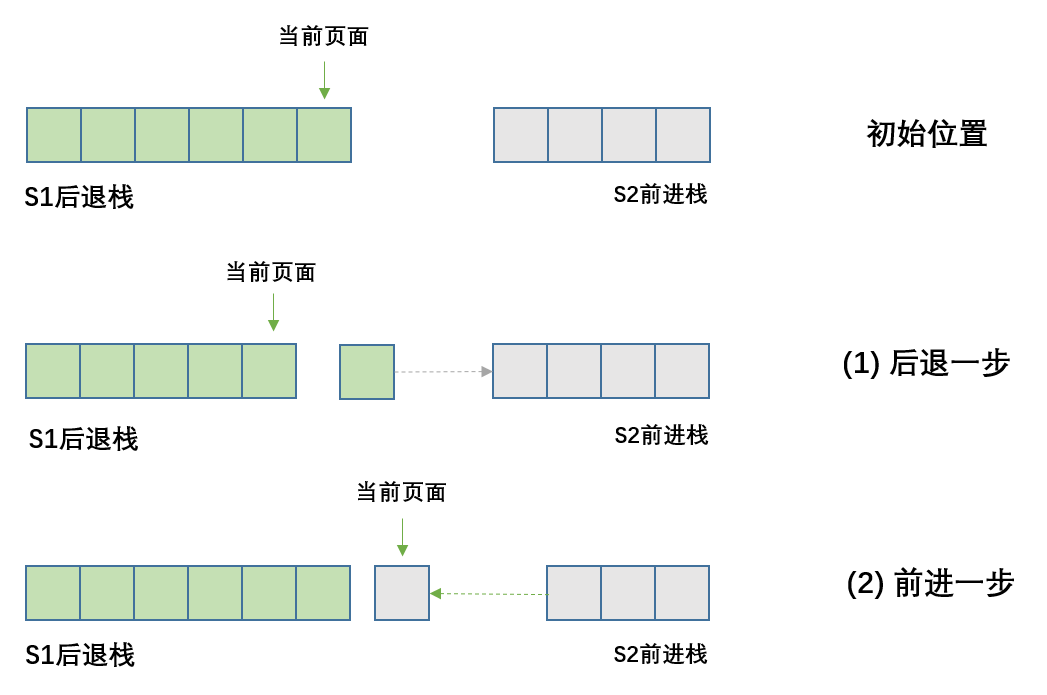 当前页面
初始位置
S1后退栈
S2前进栈
当前页面
(1) 后退一步
S1后退栈
S2前进栈
当前页面
(2) 前进一步
S1后退栈
S2前进栈